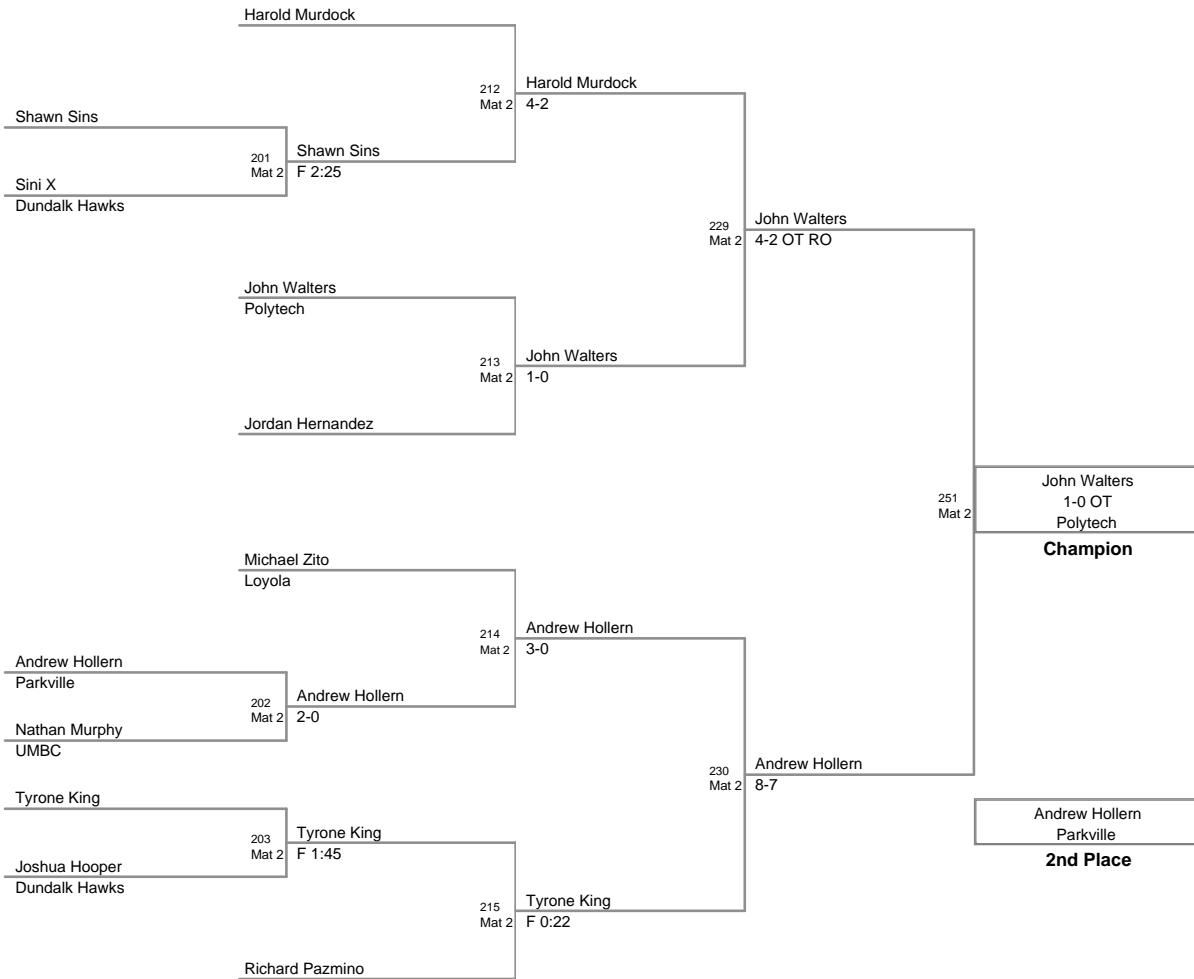 Harold Murdock
212
Mat 2
Harold Murdock
4-2
Shawn Sins
201
Mat 2
Shawn Sins
F 2:25
Sini X
Dundalk Hawks
229
Mat 2
John Walters
4-2 OT RO
John Walters
Polytech
213
Mat 2
John Walters
1-0
Jordan Hernandez
251
Mat 2
John Walters
1-0 OT
Polytech
Champion
Michael Zito
Loyola
214
Mat 2
Andrew Hollern
3-0
Andrew Hollern
Parkville
202
Mat 2
Andrew Hollern
2-0
Nathan Murphy
UMBC
230
Mat 2
Andrew Hollern
8-7
Tyrone King
203
Mat 2
Tyrone King
F 1:45
Joshua Hooper
Dundalk Hawks
Andrew Hollern
Parkville
2nd Place
215
Mat 2
Tyrone King
F 0:22
Richard Pazmino